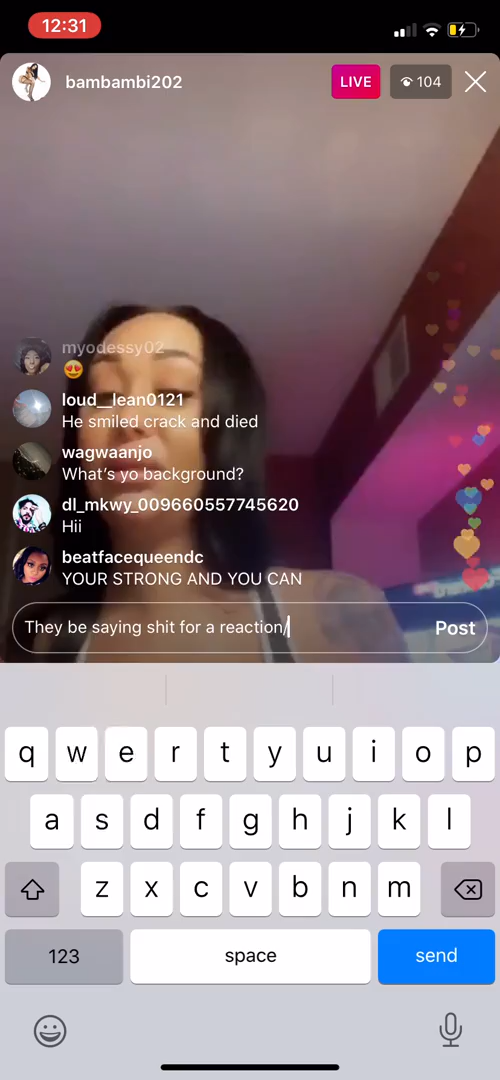 12:31
bambambi202
LIVE
104
myodessy02
😍
loud__lean0121
He smiled crack and died
wagwaanjo
What's yo background?
dl_mkwy_009660557745620
Hii
beatfacequeendc
YOUR STRONG AND YOU CAN
They be saying shit for a reaction/
Post
q w e r t y u i o p
a s d f g h j k l
z x c v b n m
123 space send